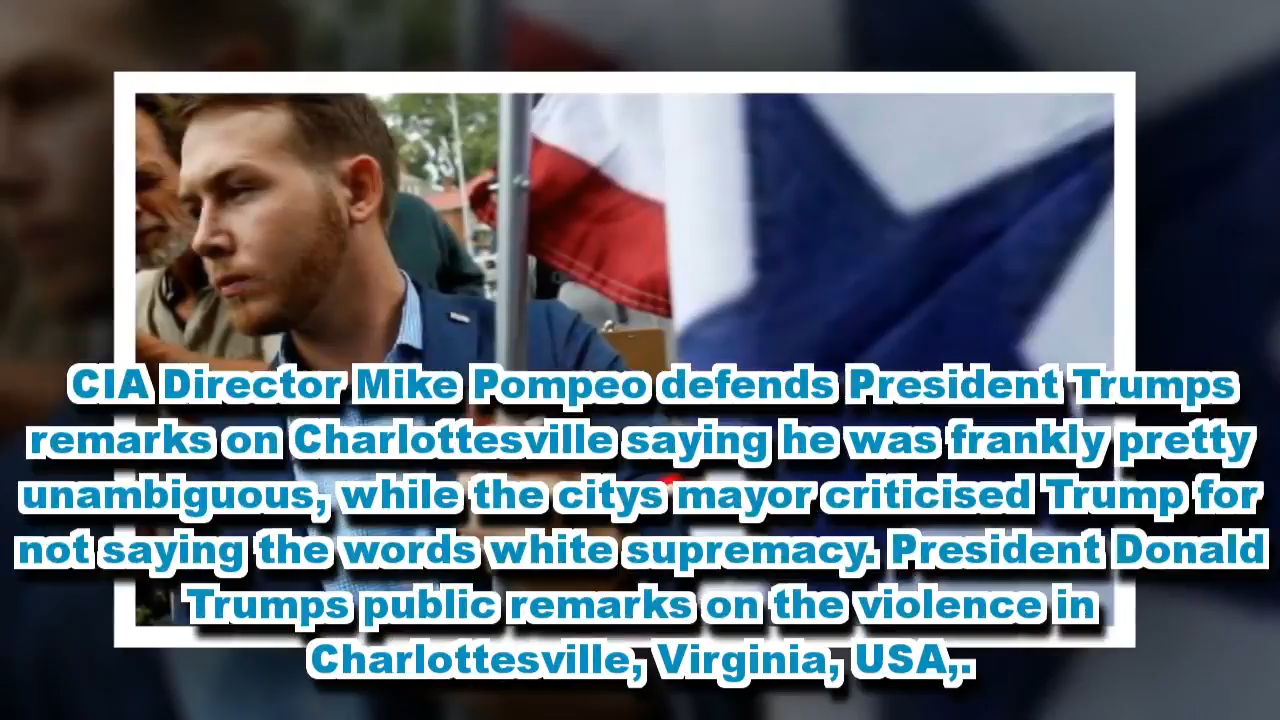 CIA Director Mike Pompeo defends President Trumps
remarks on Charlottesville saying he was frankly pretty
unambiguous, while the citys mayor criticised Trump for
not saying the words white supremacy. President Donald
Trumps public remarks on the violence in
Charlottesville, Virginia, USA,.